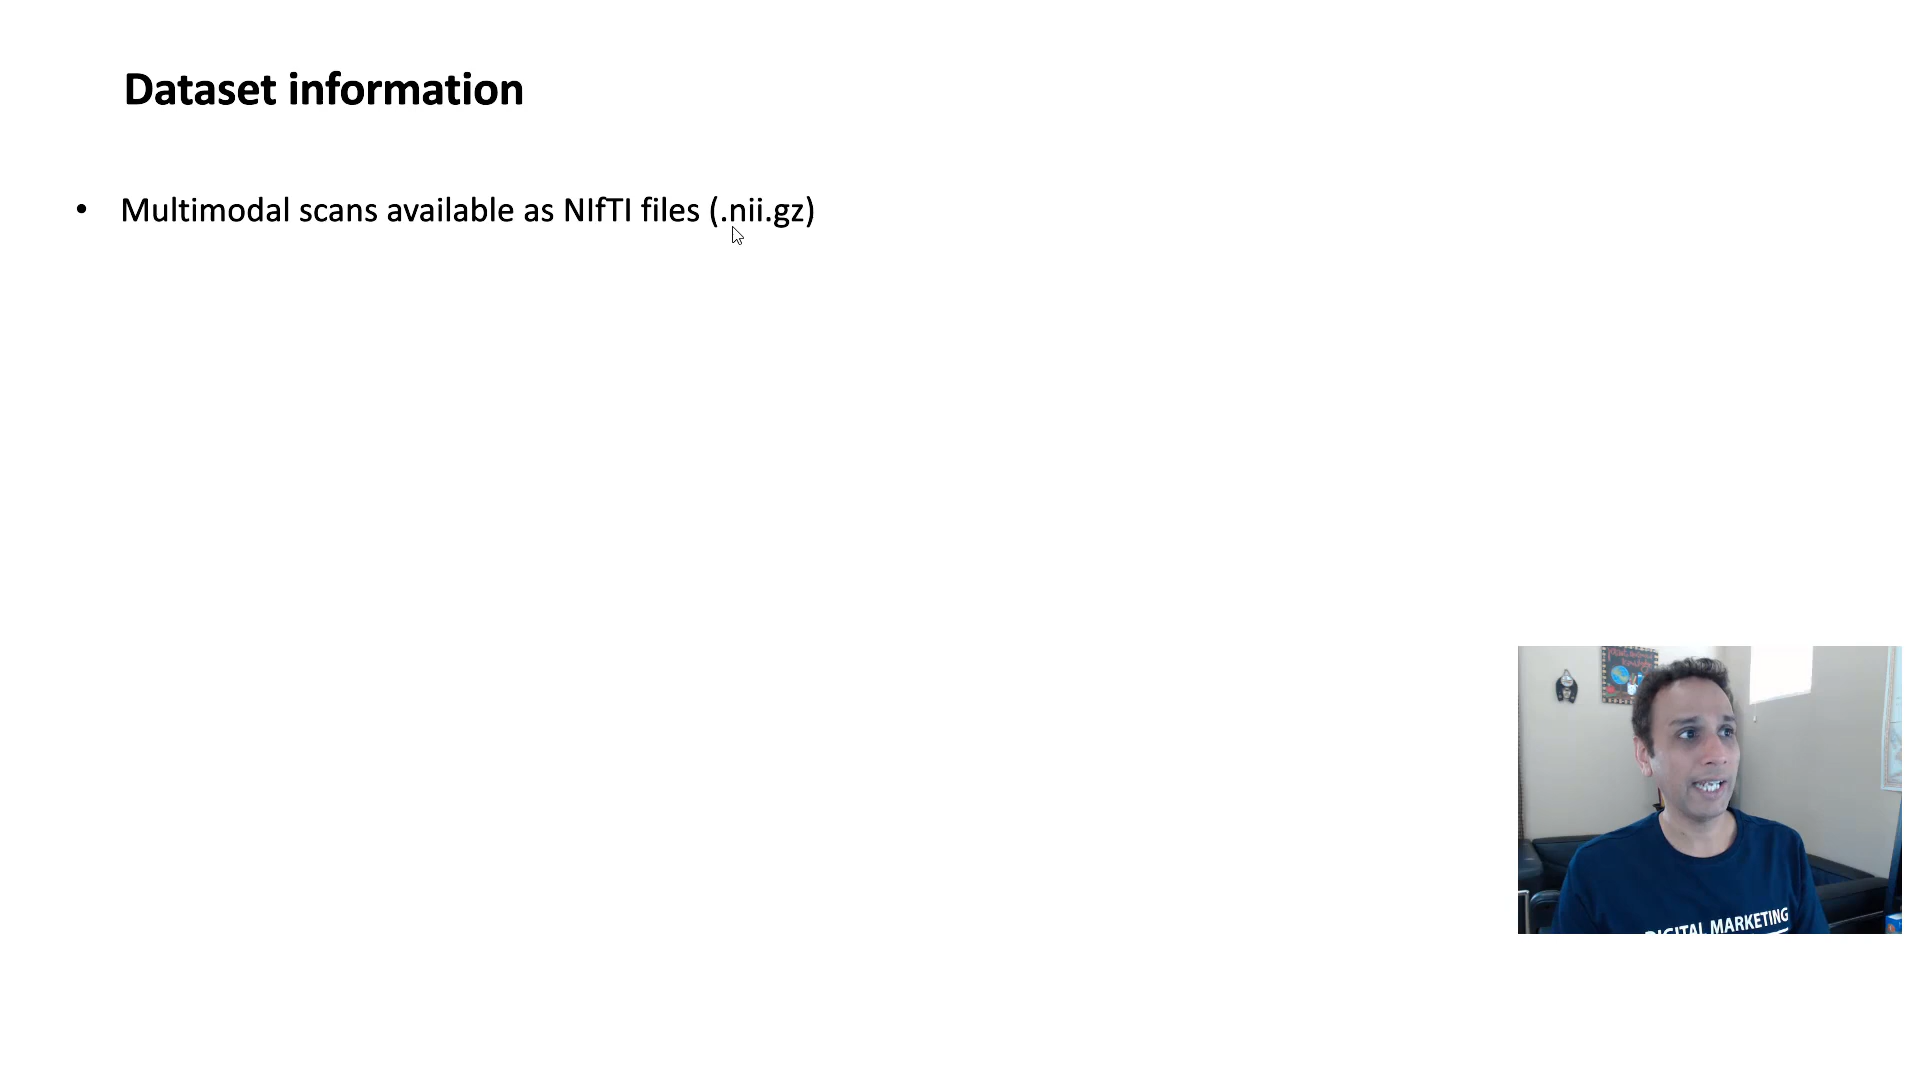 Dataset information
• Multimodal scans available as NIfTI files (.nii.gz)
DIGITAL MARKETING